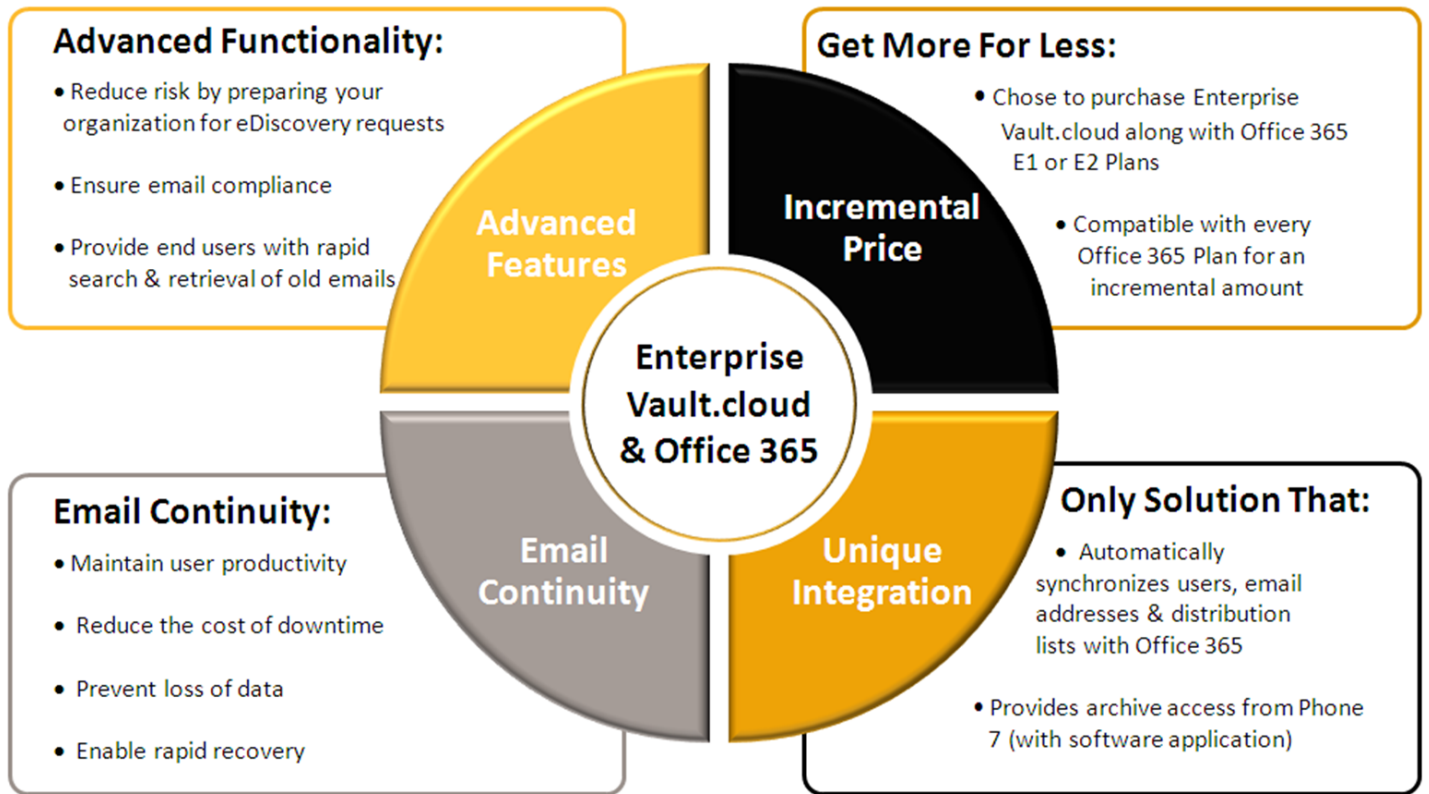 Advanced Functionality:
• Reduce risk by preparing your
organization for eDiscovery requests
• Ensure email compliance
• Provide end users with rapid
search & retrieval of old emails
Get More For Less:
• Chose to purchase Enterprise
Vault.cloud along with Office 365
E1 or E2 Plans
• Compatible with every
Office 365 Plan for an
incremental amount
Advanced
Features
Incremental
Price
Enterprise
Vault.cloud
& Office 365
Email
Continuity
Unique
Integration
Email Continuity:
• Maintain user productivity
• Reduce the cost of downtime
• Prevent loss of data
• Enable rapid recovery
Only Solution That:
• Automatically
synchronizes users, email
addresses & distribution
lists with Office 365
• Provides archive access from Phone
7 (with software application)